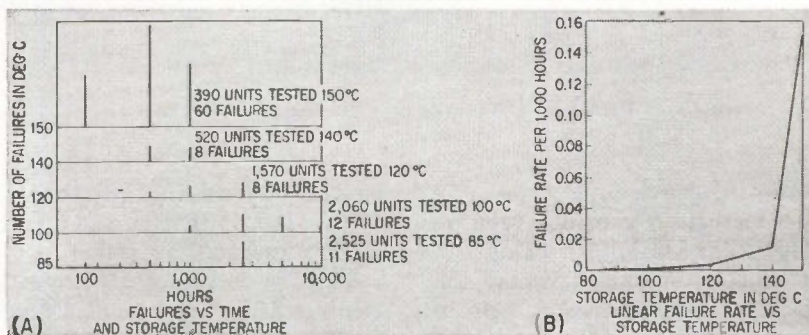 NUMBER OF FAILURES IN DEG-C
150
140
120
100
85
390 UNITS TESTED 150°C
60 FAILURES
520 UNITS TESTED 140°C
8 FAILURES
1,570 UNITS TESTED 120°C
8 FAILURES
2,060 UNITS TESTED 100°C
12 FAILURES
2,525 UNITS TESTED 85°C
11 FAILURES
100
1,000
10,000
HOURS
FAILURES VS TIME
AND STORAGE TEMPERATURE
(A)
FAILURE RATE PER 1,000 HOURS
0.16
0.14
0.12
0.10
0.08
0.06
0.04
0.02
0
80
100
120
140
STORAGE TEMPERATURE IN DEG C
LINEAR FAILURE RATE VS
STORAGE TEMPERATURE
(B)